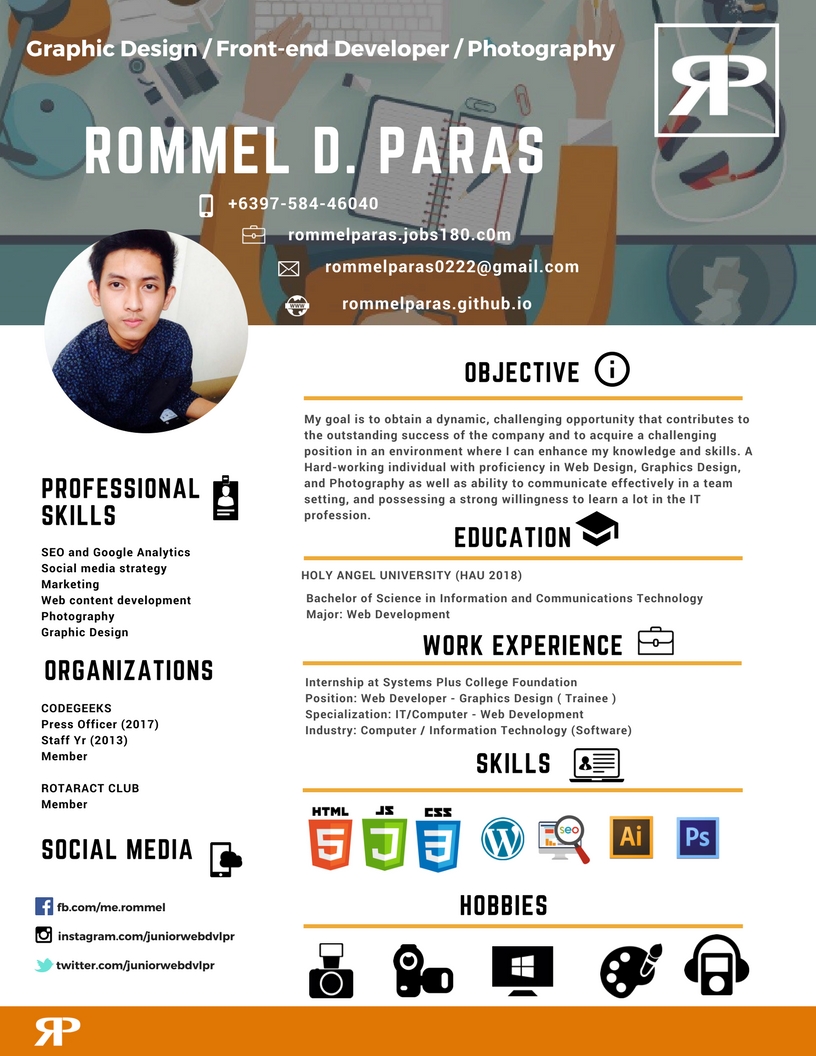 Graphic Design / Front-end Developer / Photography
RP
ROMMEL D. PARAS
+6397-584-46040
rommelparas.jobs180.c0m
rommelparas0222@gmail.com
www
rommelparas.github.io
OBJECTIVE
My goal is to obtain a dynamic, challenging opportunity that contributes to
the outstanding success of the company and to acquire a challenging
position in an environment where I can enhance my knowledge and skills. A
Hard-working individual with proficiency in Web Design, Graphics Design,
and Photography as well as ability to communicate effectively in a team
setting, and possessing a strong willingness to learn a lot in the IT
profession.
EDUCATION
HOLY ANGEL UNIVERSITY (HAU 2018)
Bachelor of Science in Information and Communications Technology
Major: Web Development
WORK EXPERIENCE
Internship at Systems Plus College Foundation
Position: Web Developer - Graphics Design ( Trainee )
Specialization: IT/Computer - Web Development
Industry: Computer / Information Technology (Software)
SKILLS
HTML JS CSS
5 3 W seo Ai Ps
HOBBIES
PROFESSIONAL
SKILLS
SEO and Google Analytics
Social media strategy
Marketing
Web content development
Photography
Graphic Design
ORGANIZATIONS
CODEGEEKS
Press Officer (2017)
Staff Yr (2013)
Member
ROTARACT CLUB
Member
SOCIAL MEDIA
fb.com/me.rommel
instagram.com/juniorwebdvlpr
twitter.com/juniorwebdvlpr
RP